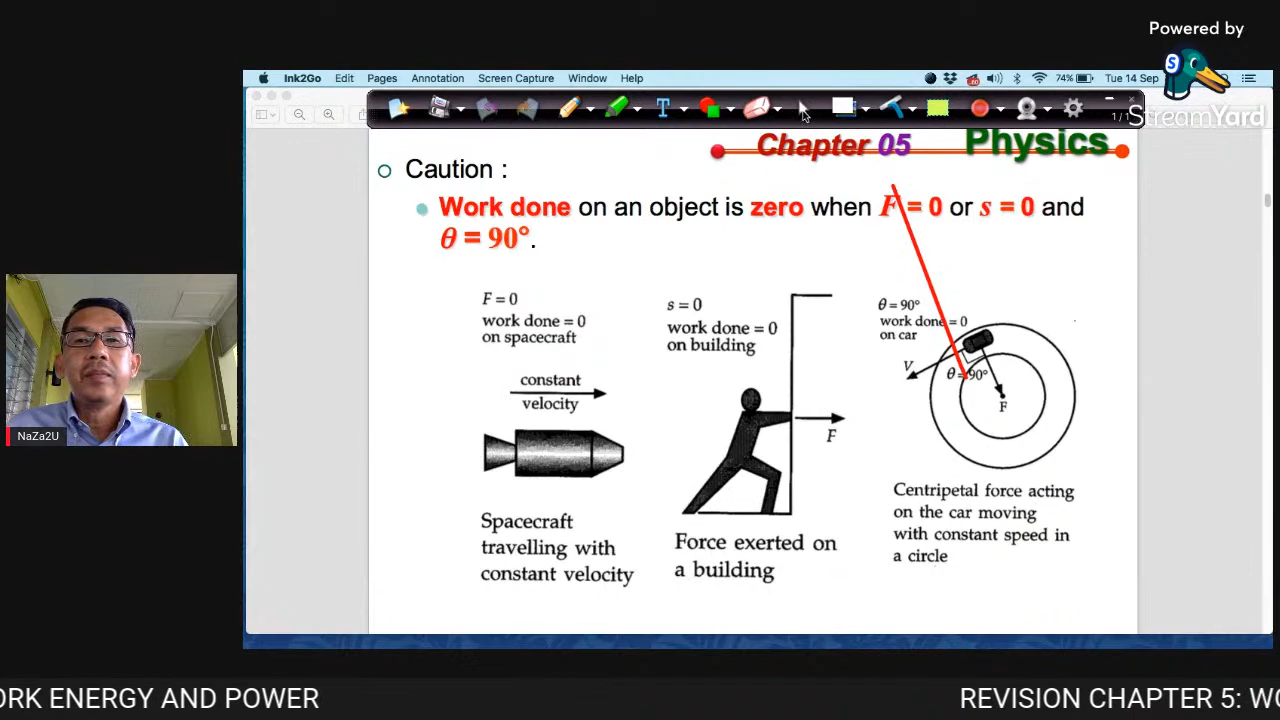 Powered by
StreamYard
Ink2Go Edit Pages Annotation Screen Capture Window Help
74% Tue 14 Sep
1 / 1
Chapter 05 Physics
Caution :
Work done on an object is zero when F = 0 or s = 0 and
θ = 90°.
F = 0
work done = 0
on spacecraft
constant
velocity
Spacecraft
travelling with
constant velocity
s = 0
work done = 0
on building
F
Force exerted on
a building
θ = 90°
work done = 0
on car
V
θ = 90°
F
Centripetal force acting
on the car moving
with constant speed in
a circle
NaZa2U
ORK ENERGY AND POWER
REVISION CHAPTER 5: WO